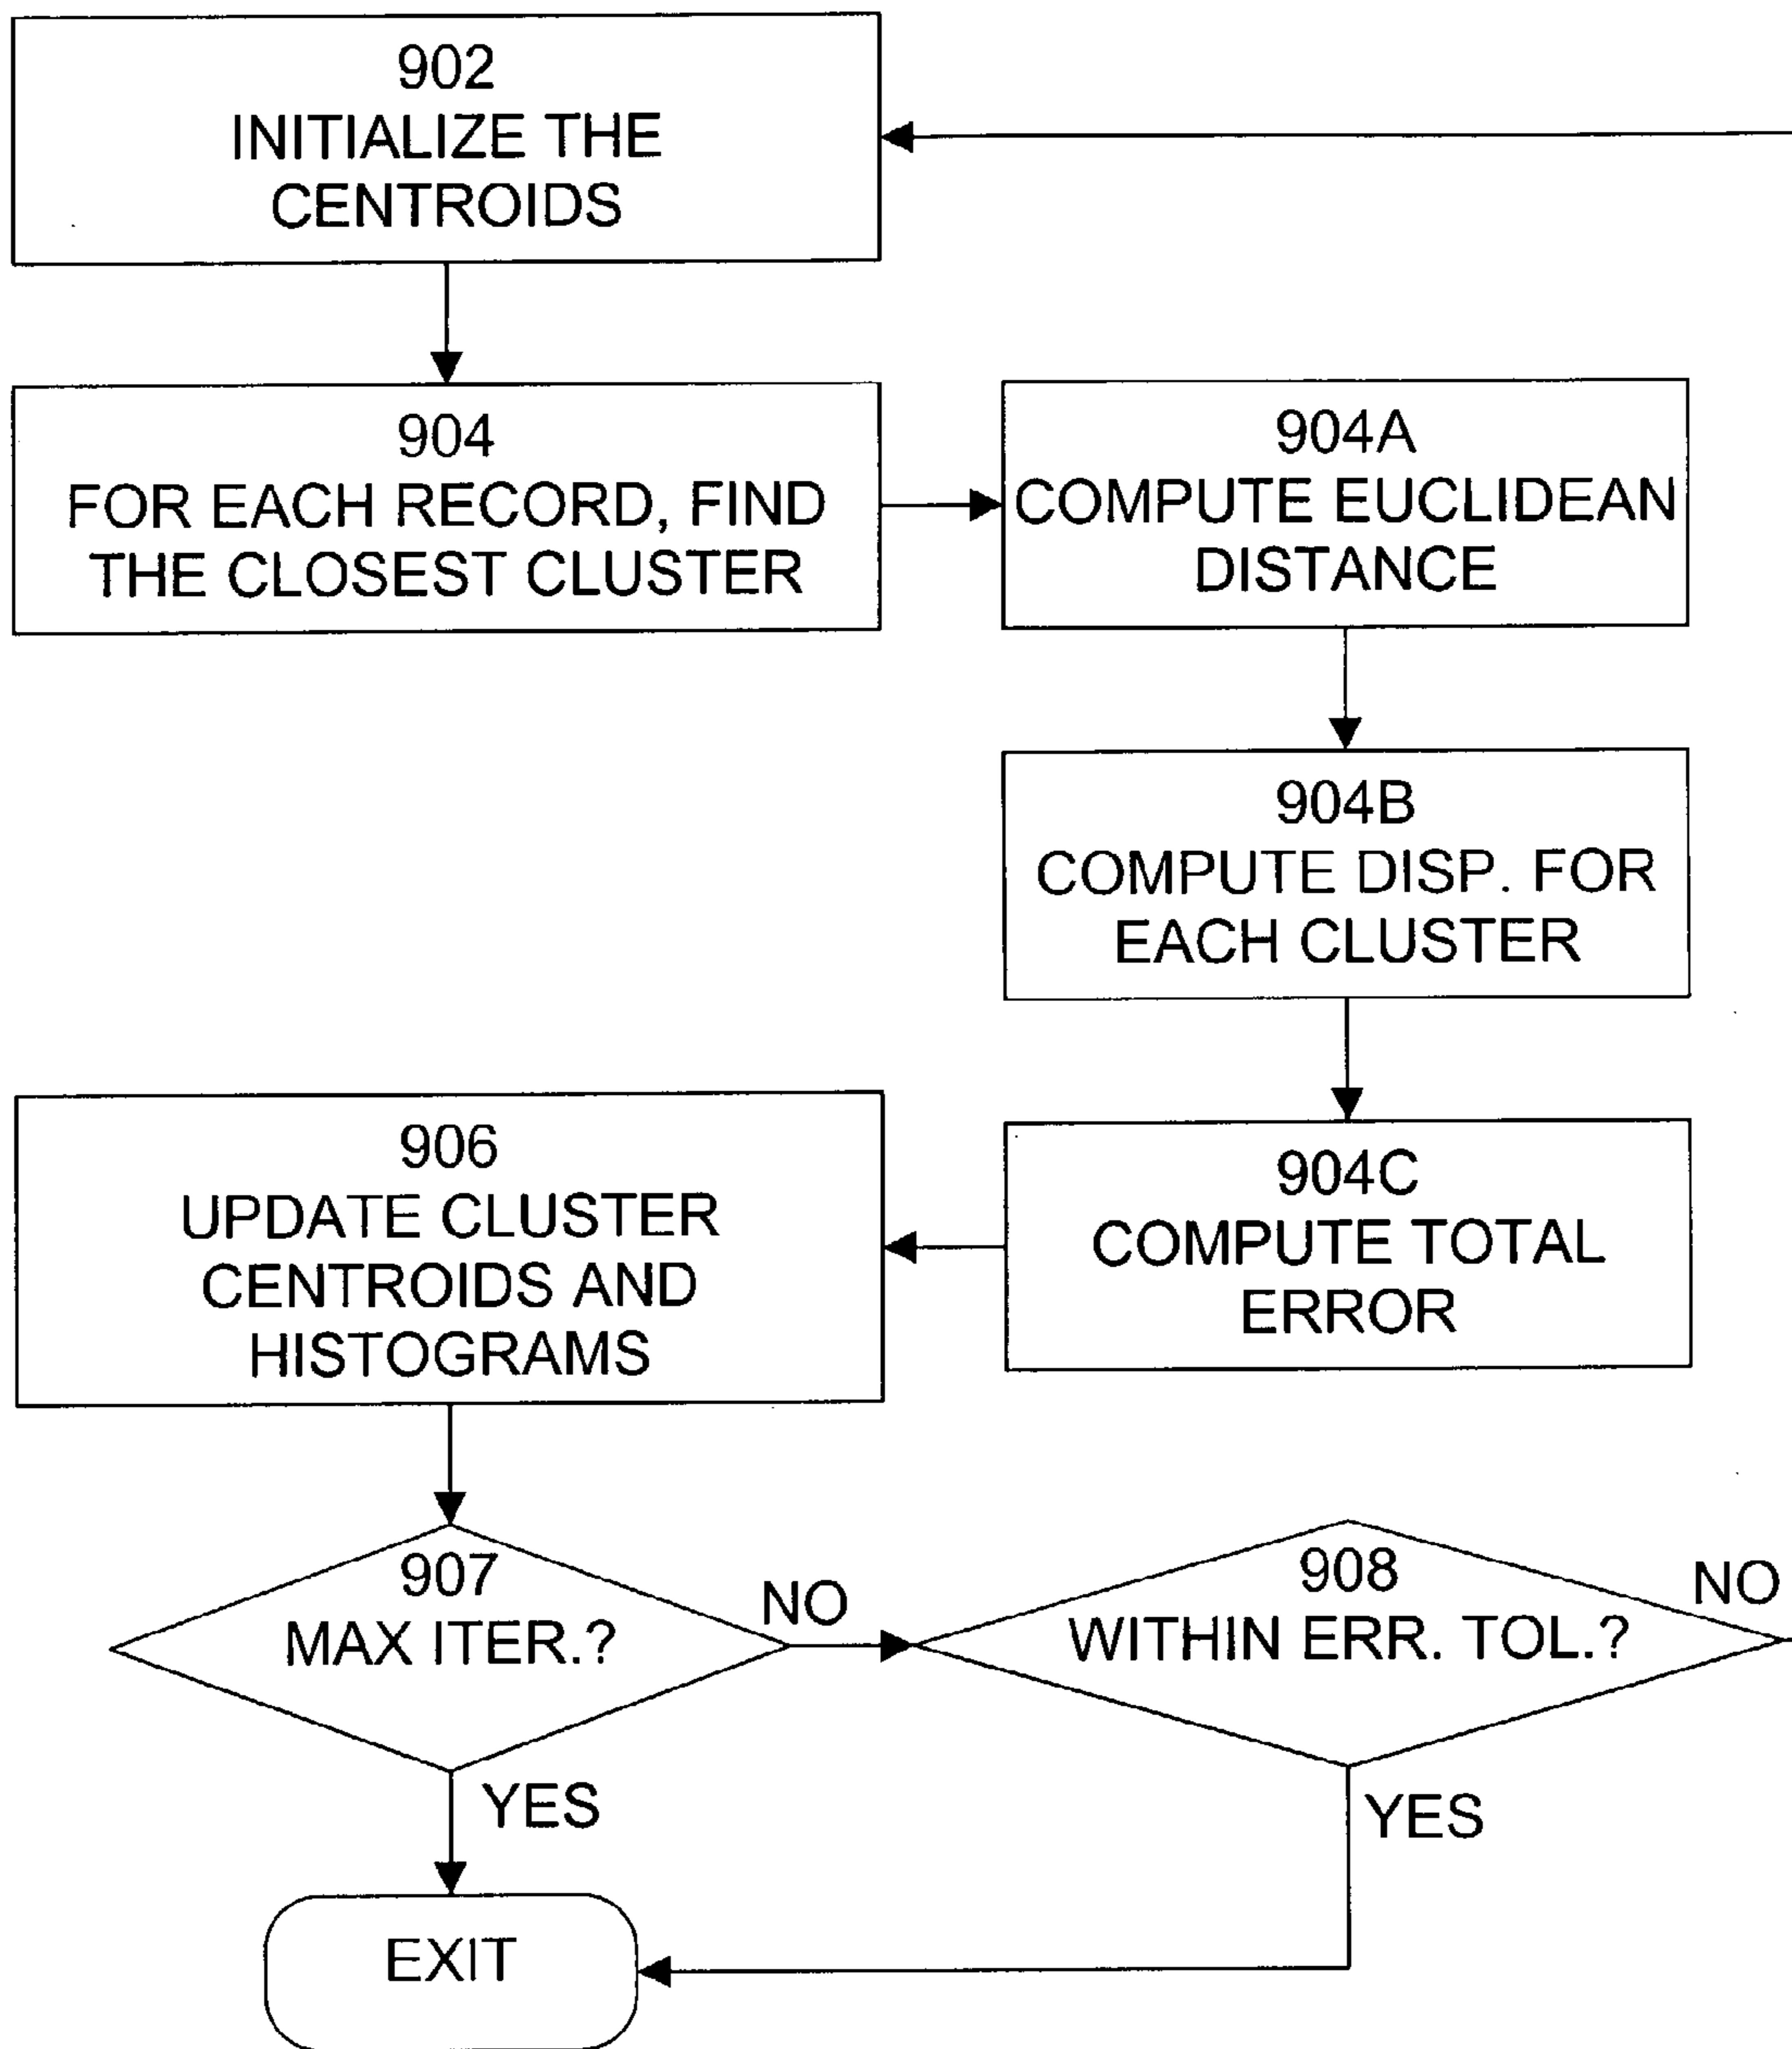 902
INITIALIZE THE
CENTROIDS
904
FOR EACH RECORD, FIND
THE CLOSEST CLUSTER
904A
COMPUTE EUCLIDEAN
DISTANCE
904B
COMPUTE DISP. FOR
EACH CLUSTER
904C
COMPUTE TOTAL
ERROR
906
UPDATE CLUSTER
CENTROIDS AND
HISTOGRAMS
907
MAX ITER.?
NO
908
WITHIN ERR. TOL.?
NO
YES
YES
EXIT